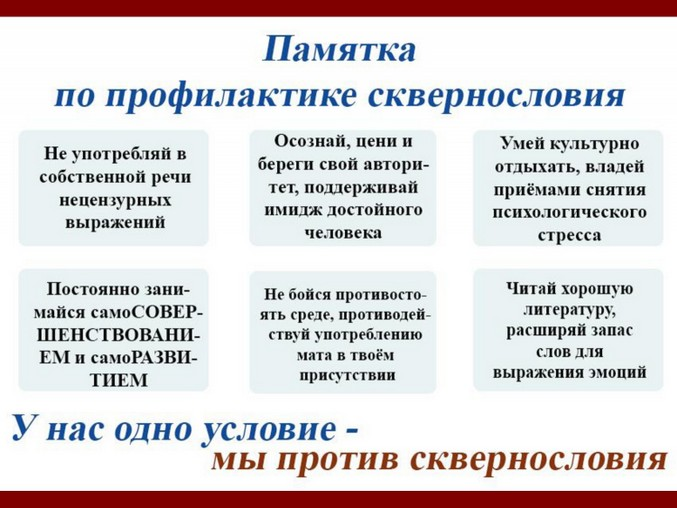 Памятка
по профилактике сквернословия
Не употребляй в
собственной речи
нецензурных
выражений
Осознай, цени и
береги свой автори-
тет, поддерживай
имидж достойного
человека
Умей культурно
отдыхать, владей
приёмами снятия
психологического
стресса
Постоянно зани-
майся самоСОВЕР-
ШЕНСТВОВАНИ-
ЕМ и самоРАЗВИ-
ТИЕМ
Не бойся противосто-
ять среде, противодей-
ствуй употреблению
мата в твоём
присутствии
Читай хорошую
литературу,
расширяй запас
слов для
выражения эмоций
У нас одно условие -
мы против сквернословия